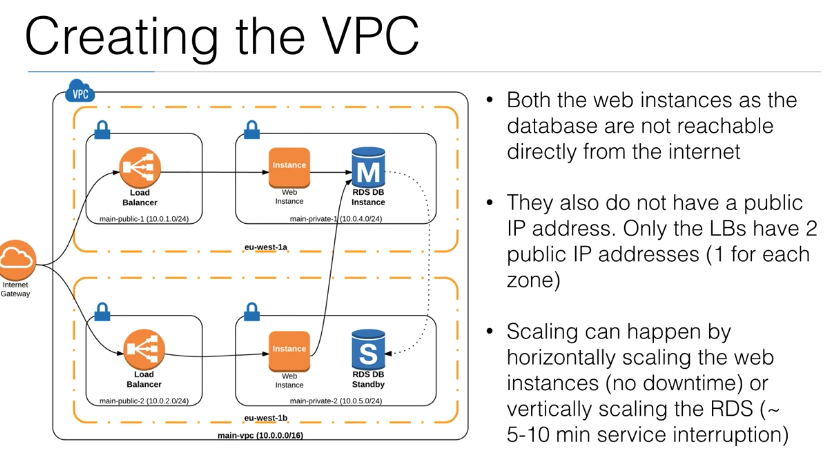 Creating the VPC
VPC
Load
Balancer
main-public-1 (10.0.1.0/24)
Instance
Web
Instance
M
RDS DB
Instance
main-private-1 (10.0.4.0/24)
eu-west-1a
Internet
Gateway
Load
Balancer
main-public-2 (10.0.2.0/24)
Instance
Web
Instance
S
RDS DB
Standby
main-private-2 (10.0.5.0/24)
eu-west-1b
main-vpc (10.0.0.0/16)
• Both the web instances as the
database are not reachable
directly from the internet
• They also do not have a public
IP address. Only the LBs have 2
public IP addresses (1 for each
zone)
• Scaling can happen by
horizontally scaling the web
instances (no downtime) or
vertically scaling the RDS (~
5-10 min service interruption)